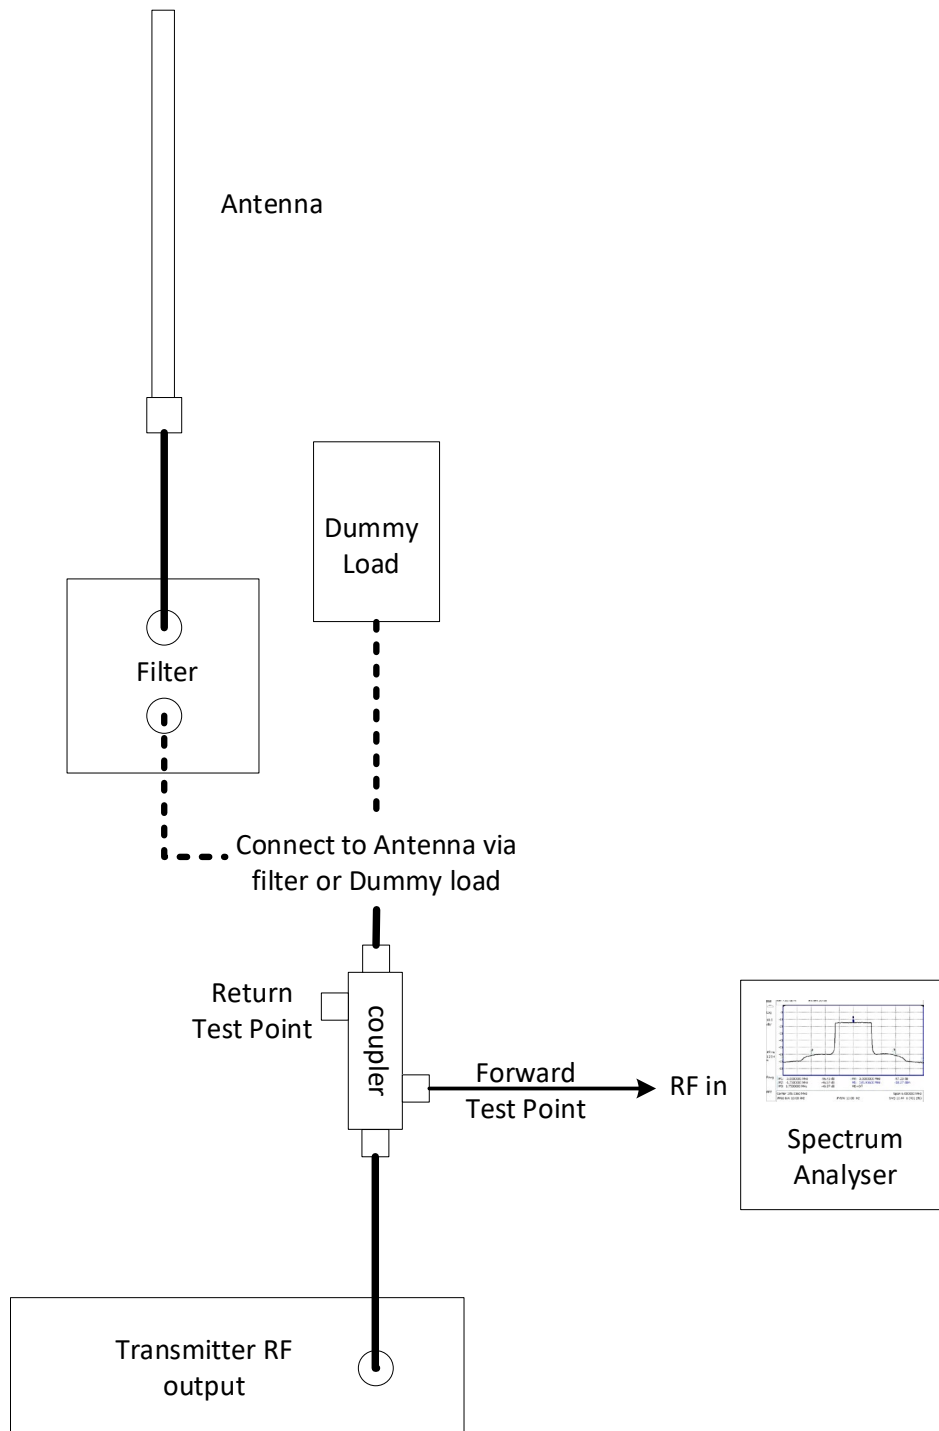 Antenna
Dummy
Load
Filter
Connect to Antenna via
filter or Dummy load
Return
Test Point
coupler
Forward
Test Point
RF in
Spectrum
Analyser
Transmitter RF
output